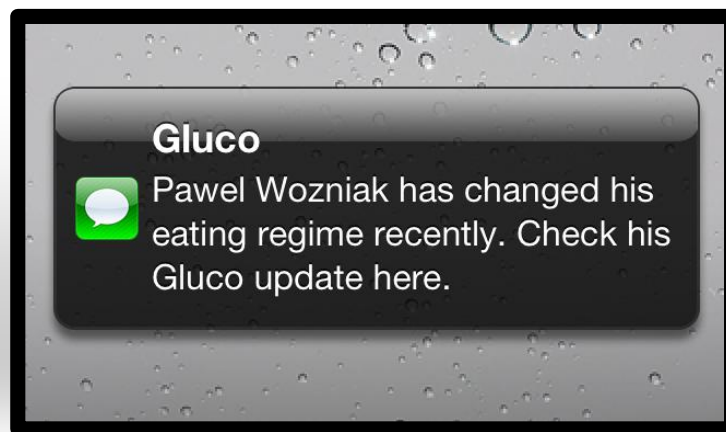 Gluco
Pawel Wozniak has changed his
eating regime recently. Check his
Gluco update here.